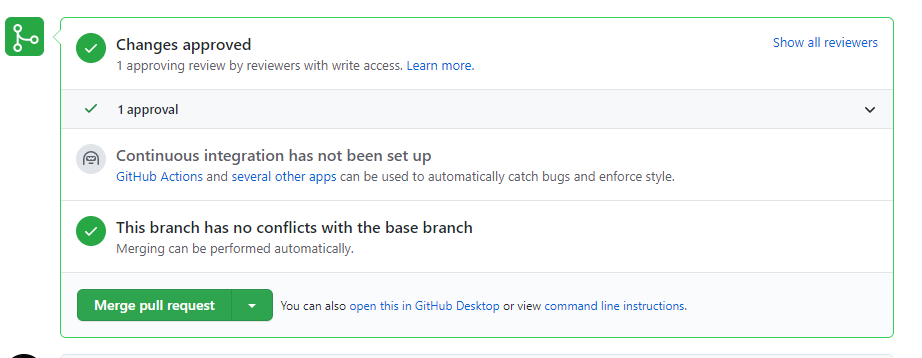 Changes approved
Show all reviewers
1 approving review by reviewers with write access. Learn more.
1 approval
Continuous integration has not been set up
GitHub Actions and several other apps can be used to automatically catch bugs and enforce style.
This branch has no conflicts with the base branch
Merging can be performed automatically.
Merge pull request
You can also open this in GitHub Desktop or view command line instructions.